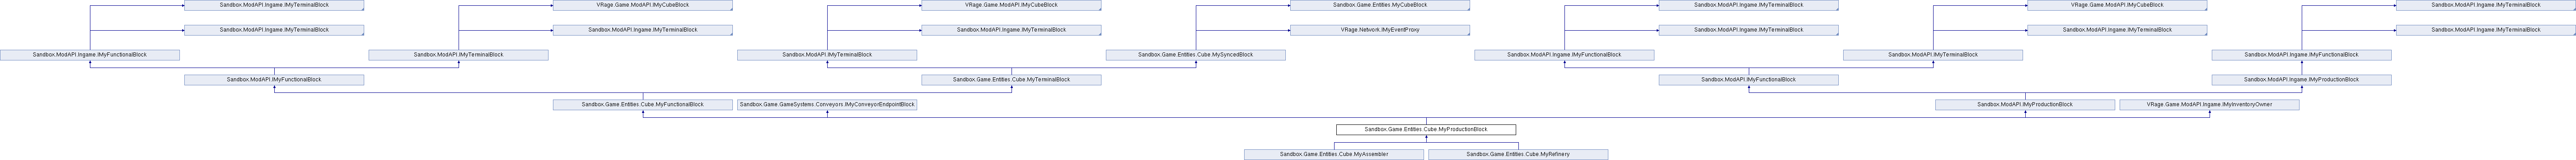 Sandbox.ModAPI.Ingame.IMyTerminalBlock
VRage.Game.ModAPI.IMyCubeBlock
VRage.Game.ModAPI.IMyCubeBlock
Sandbox.Game.Entities.MyCubeBlock
Sandbox.ModAPI.Ingame.IMyTerminalBlock
VRage.Game.ModAPI.IMyCubeBlock
Sandbox.ModAPI.Ingame.IMyTerminalBlock
Sandbox.ModAPI.Ingame.IMyTerminalBlock
Sandbox.ModAPI.Ingame.IMyTerminalBlock
Sandbox.ModAPI.Ingame.IMyTerminalBlock
VRage.Network.IMyEventProxy
Sandbox.ModAPI.Ingame.IMyTerminalBlock
Sandbox.ModAPI.Ingame.IMyTerminalBlock
Sandbox.ModAPI.Ingame.IMyTerminalBlock
Sandbox.ModAPI.Ingame.IMyFunctionalBlock
Sandbox.ModAPI.IMyTerminalBlock
Sandbox.ModAPI.IMyTerminalBlock
Sandbox.Game.Entities.Cube.MySyncedBlock
Sandbox.ModAPI.Ingame.IMyFunctionalBlock
Sandbox.ModAPI.IMyTerminalBlock
Sandbox.ModAPI.Ingame.IMyFunctionalBlock
Sandbox.ModAPI.IMyFunctionalBlock
Sandbox.Game.Entities.Cube.MyTerminalBlock
Sandbox.ModAPI.IMyFunctionalBlock
Sandbox.ModAPI.Ingame.IMyProductionBlock
Sandbox.Game.Entities.Cube.MyFunctionalBlock
Sandbox.Game.GameSystems.Conveyors.IMyConveyorEndpointBlock
Sandbox.ModAPI.IMyProductionBlock
VRage.Game.ModAPI.Ingame.IMyInventoryOwner
Sandbox.Game.Entities.Cube.MyProductionBlock
Sandbox.Game.Entities.Cube.MyAssembler
Sandbox.Game.Entities.Cube.MyRefinery